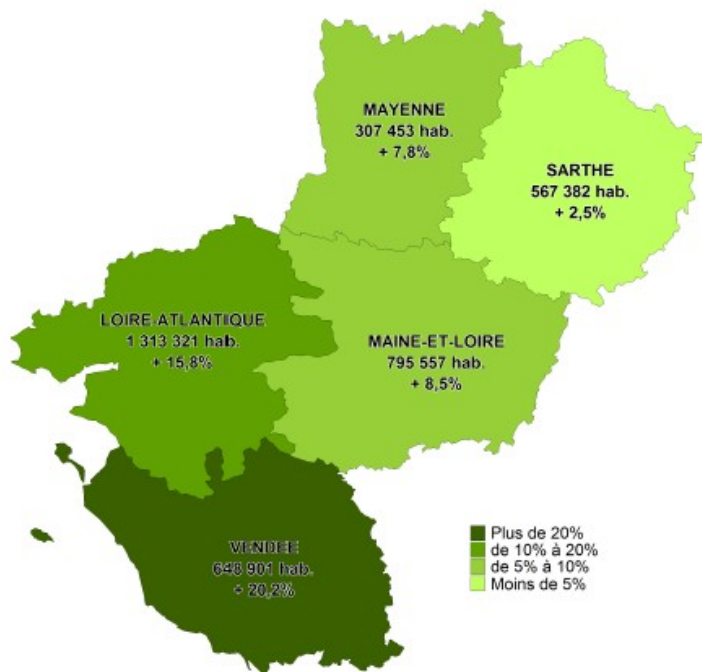 MAYENNE
307 453 hab.
+ 7,8%
SARTHE
567 382 hab.
+ 2,5%
LOIRE-ATLANTIQUE
1 313 321 hab.
+ 15,8%
MAINE-ET-LOIRE
795 557 hab.
+ 8,5%
VENDEE
648 901 hab.
+ 20,2%
Plus de 20%
de 10% à 20%
de 5% à 10%
Moins de 5%